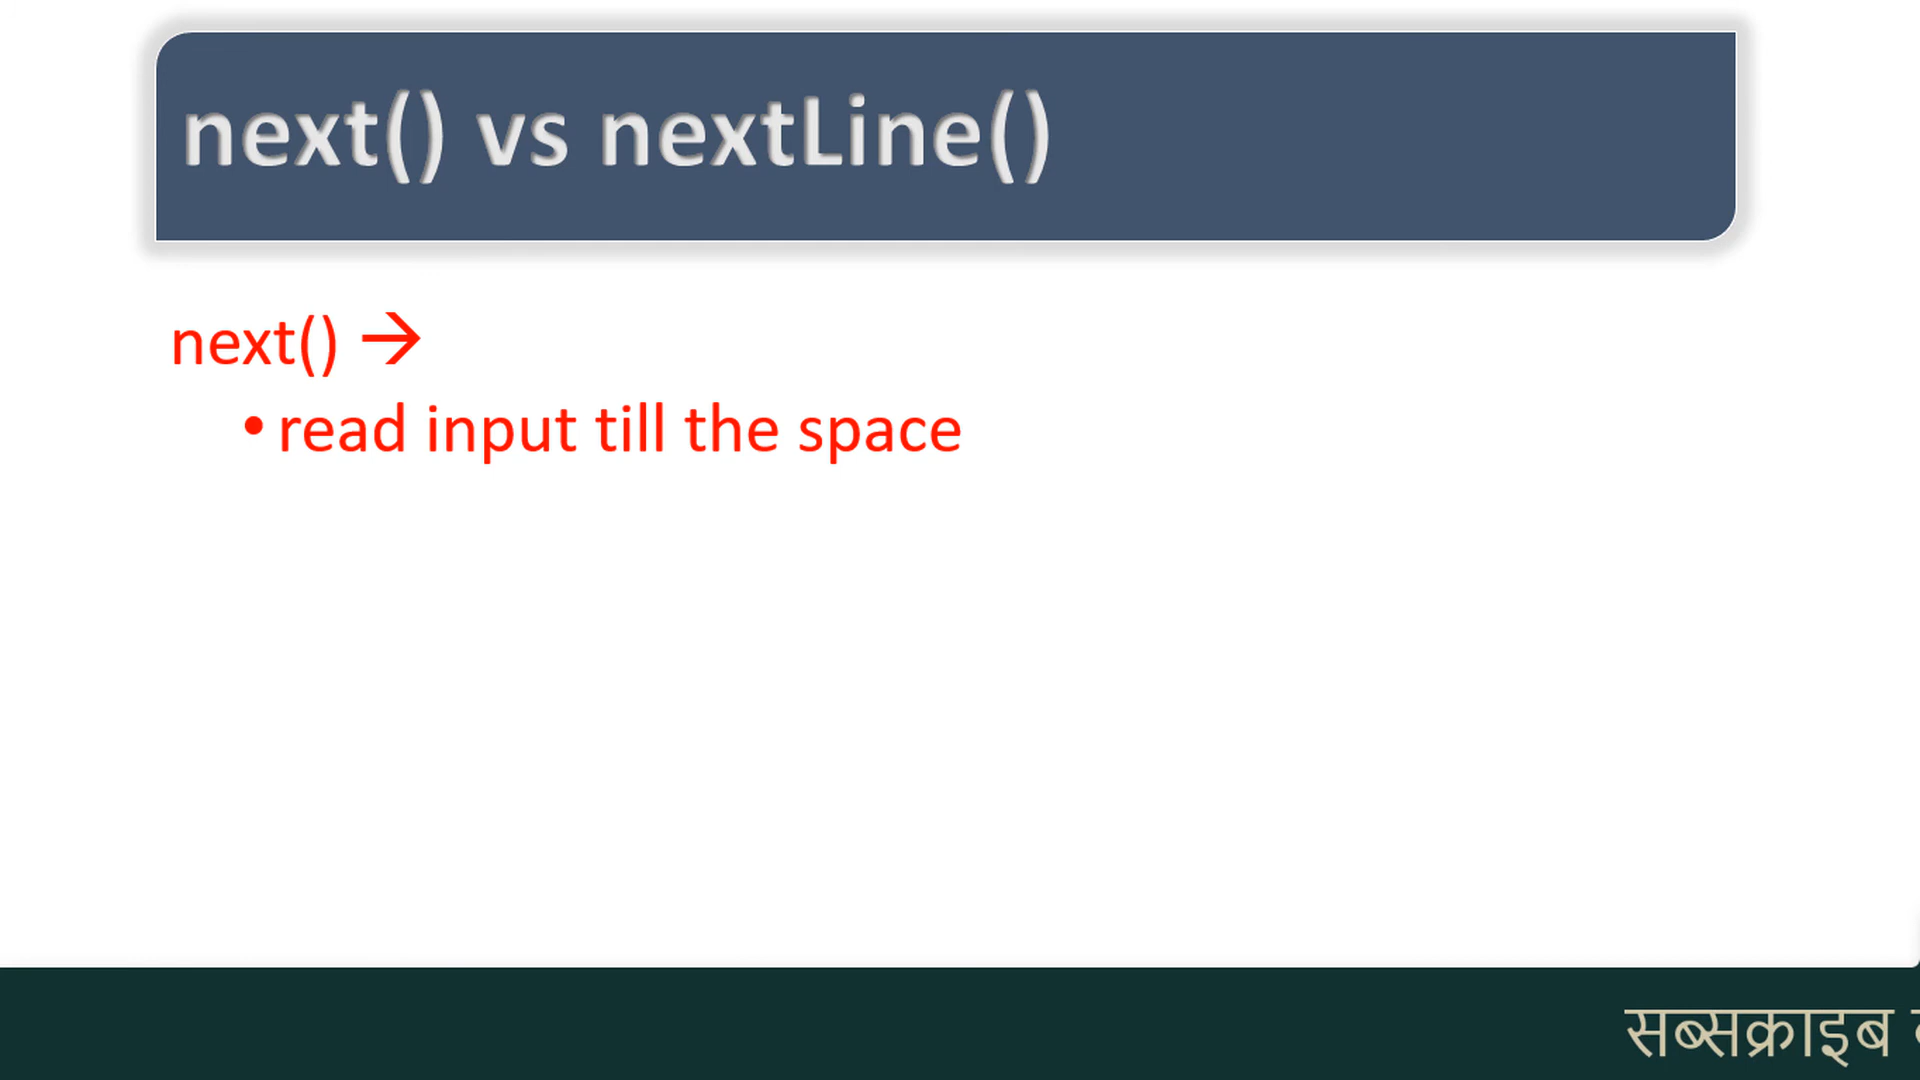 next() vs nextLine()
next() →
• read input till the space
सब्सक्राइब